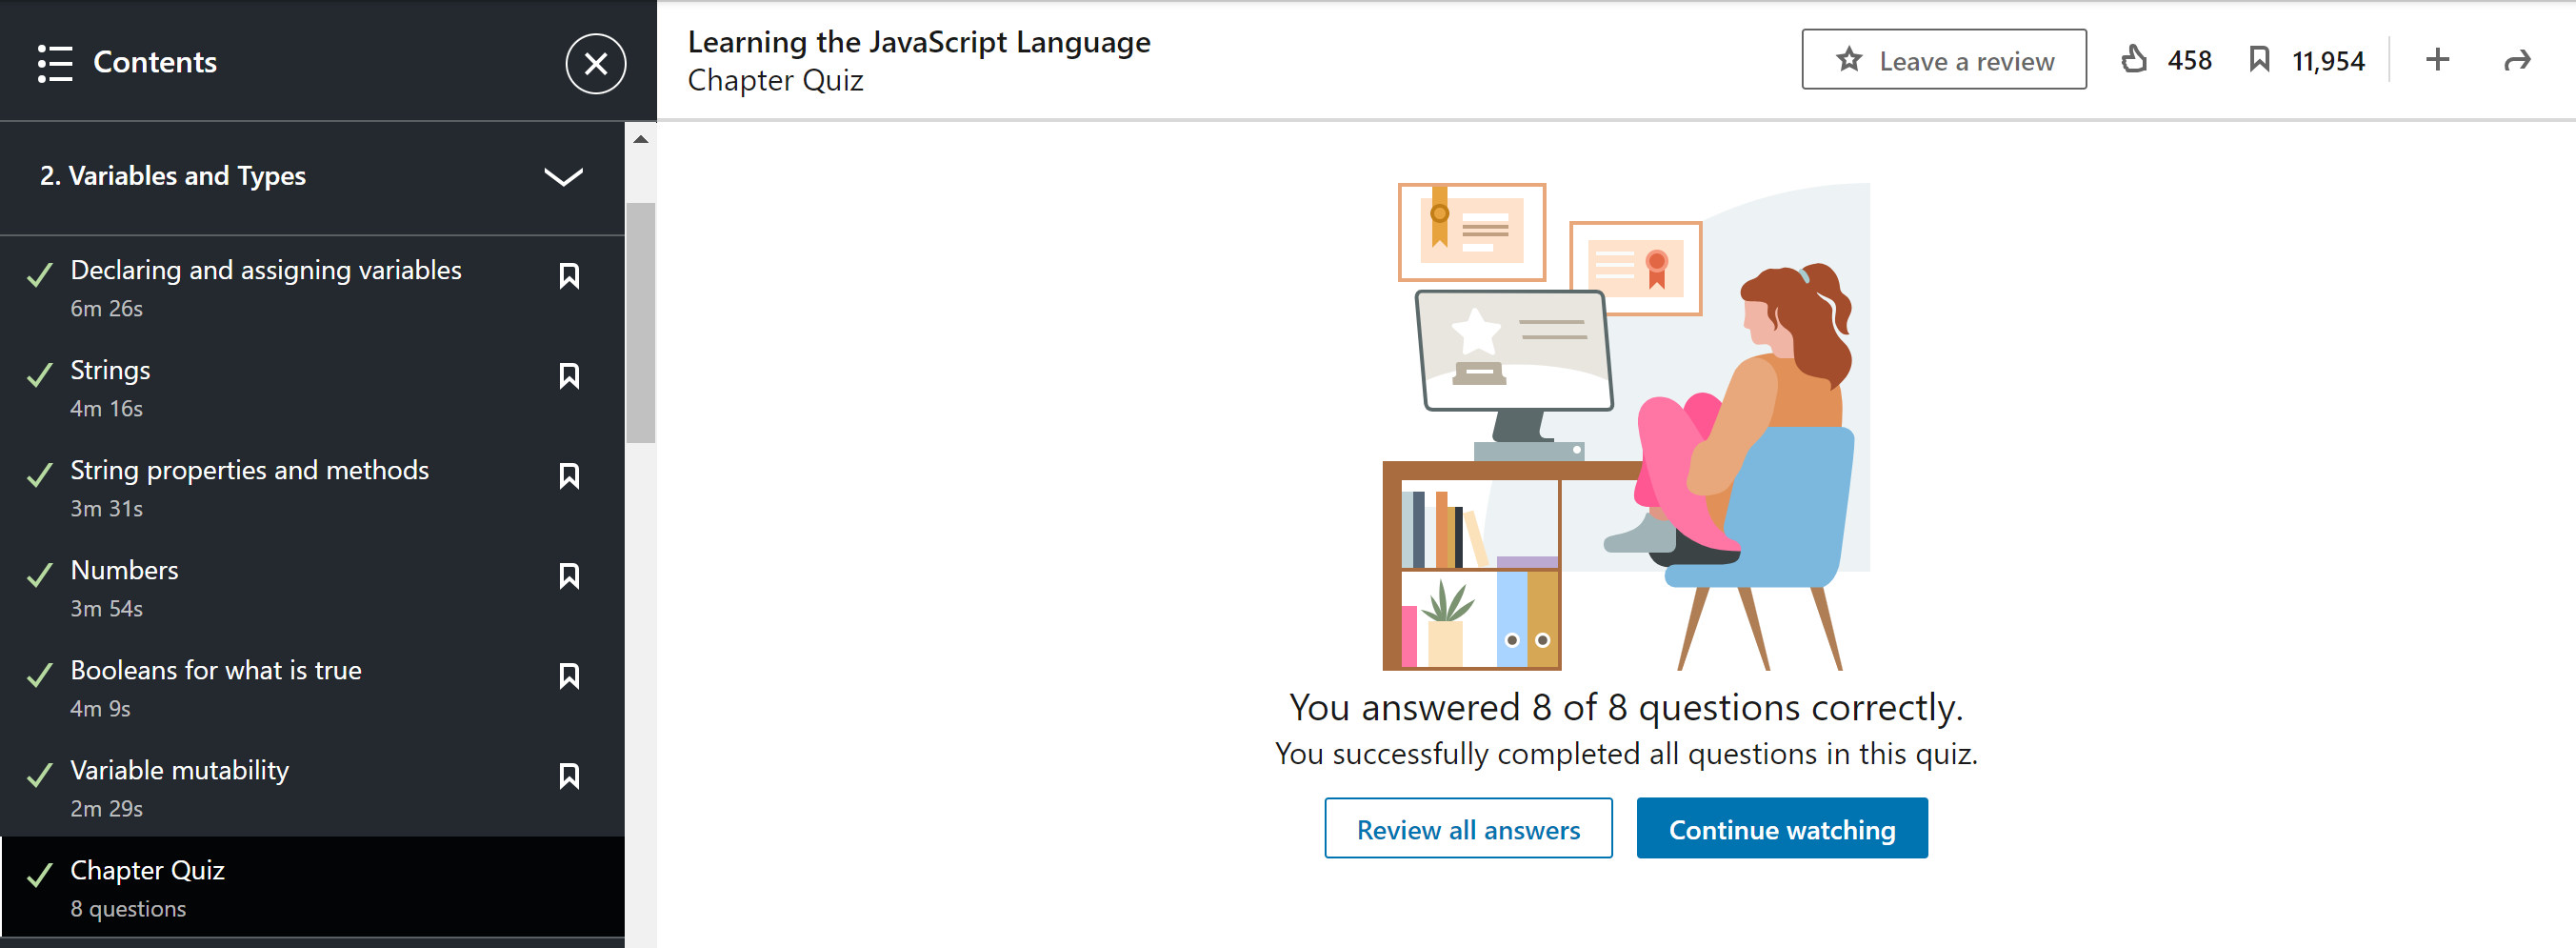 Contents
2. Variables and Types
Declaring and assigning variables
6m 26s
Strings
4m 16s
String properties and methods
3m 31s
Numbers
3m 54s
Booleans for what is true
4m 9s
Variable mutability
2m 29s
Chapter Quiz
8 questions
Learning the JavaScript Language
Chapter Quiz
Leave a review
458
11,954
You answered 8 of 8 questions correctly.
You successfully completed all questions in this quiz.
Review all answers
Continue watching